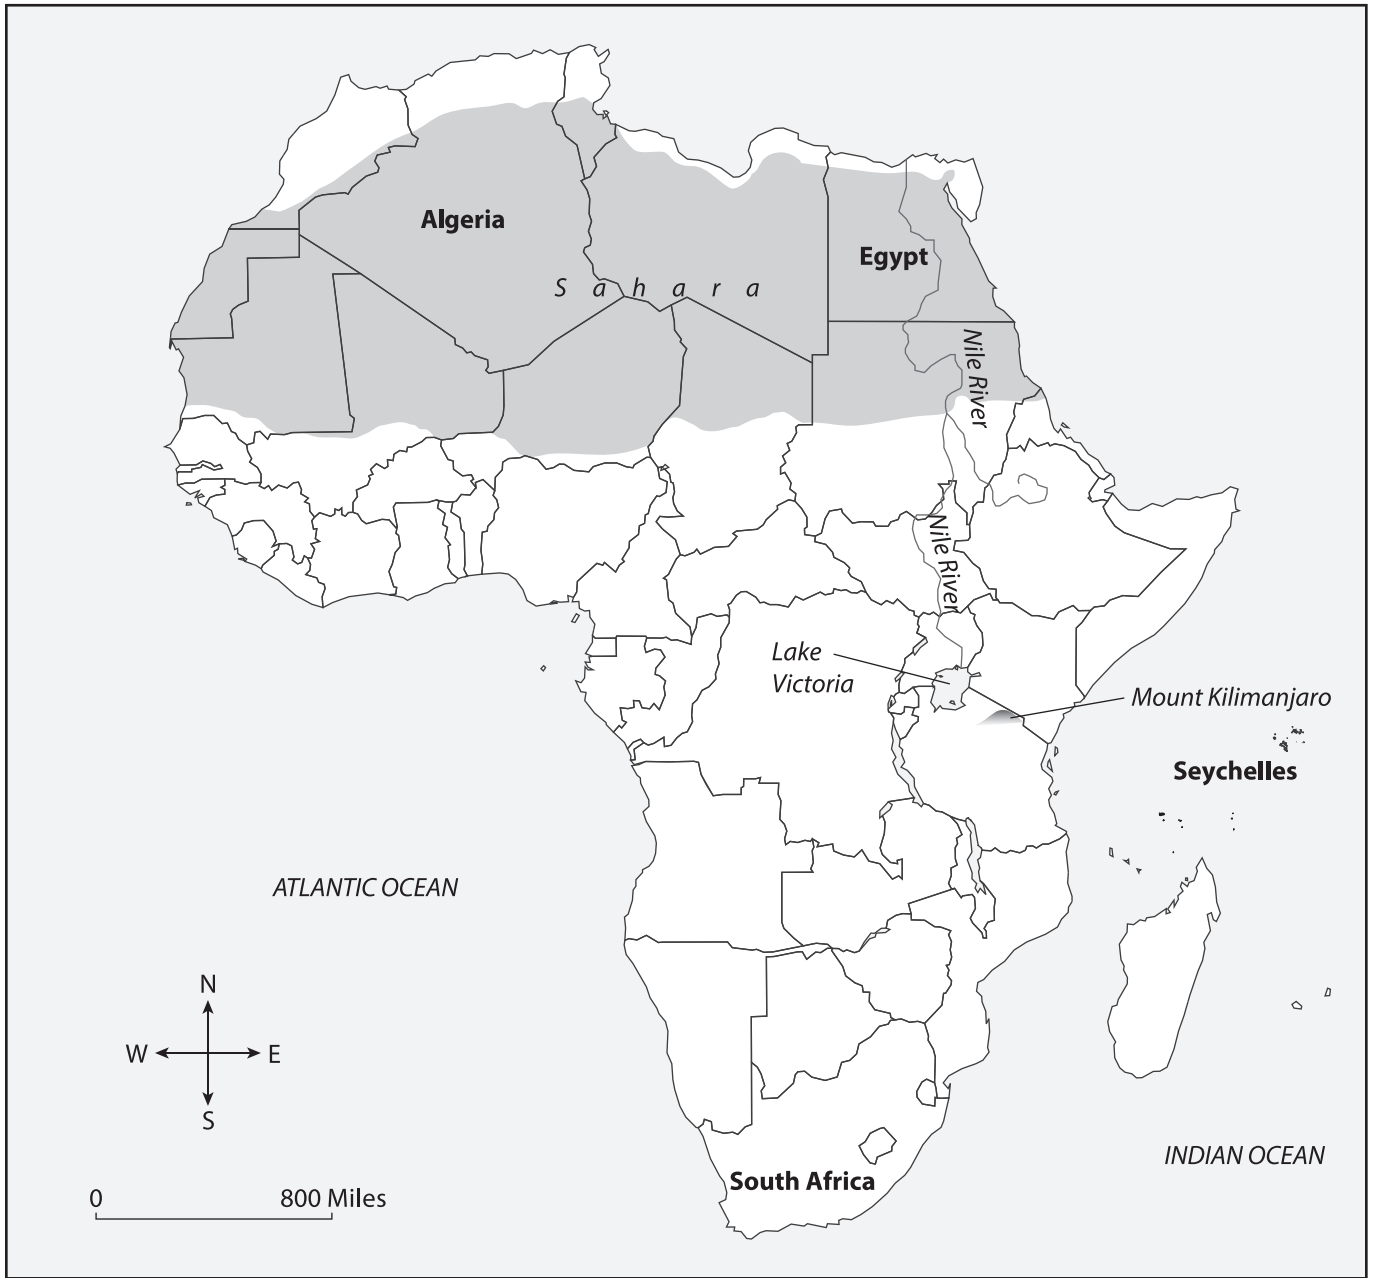 Algeria
Egypt
Sahara
Nile River
Nile River
Lake
Victoria
Mount Kilimanjaro
Seychelles
ATLANTIC OCEAN
N
W E
S
INDIAN OCEAN
South Africa
0 800 Miles